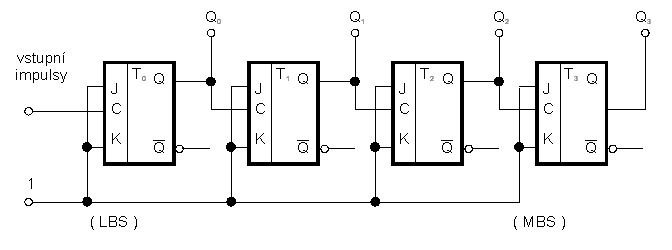 Q0 Q1 Q2 Q3
vstupní
impulsy
T0 Q T1 Q T2 Q T3 Q
J J J J
C C C C
K K K K
Q̅ Q̅ Q̅ Q̅
1
( LBS ) ( MBS )